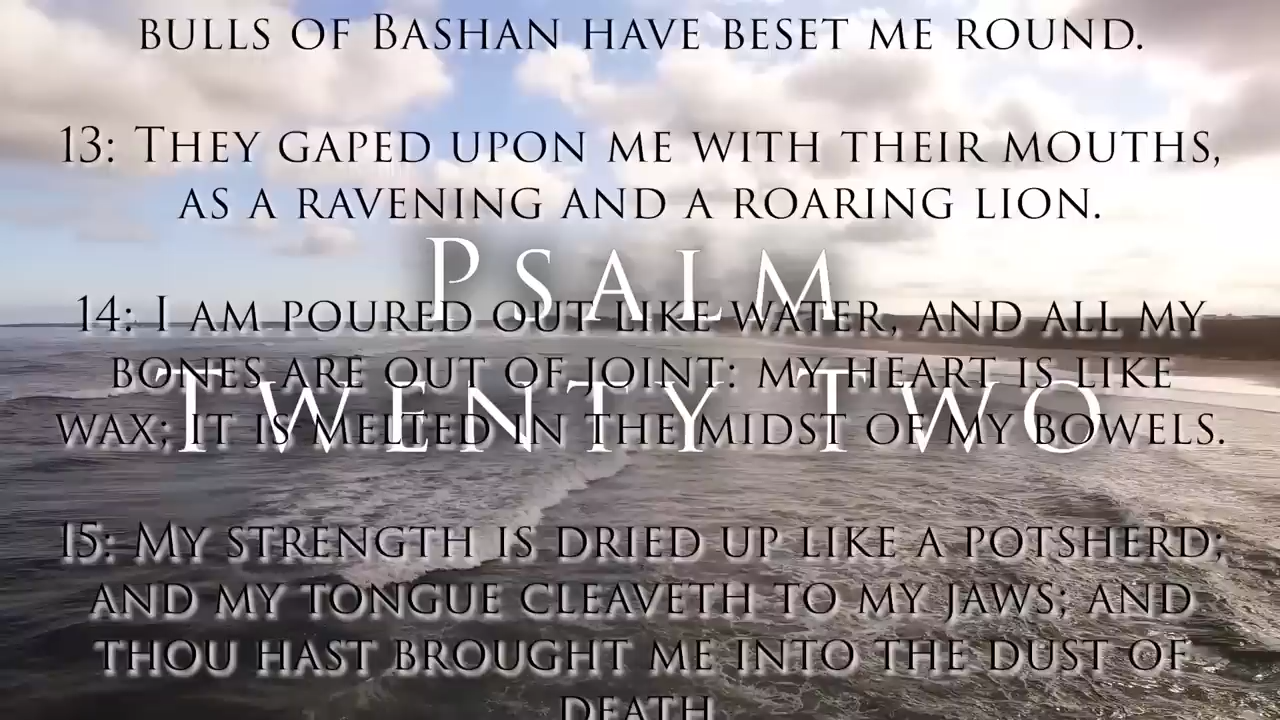 BULLS OF BASHAN HAVE BESET ME ROUND.
13: THEY GAPED UPON ME WITH THEIR MOUTHS,
AS A RAVENING AND A ROARING LION.
PSALM
14: I AM POURED OUT LIKE WATER, AND ALL MY
BONES ARE OUT OF JOINT: MY HEART IS LIKE
TWENTY TWO
WAX; IT IS MELTED IN THE MIDST OF MY BOWELS.
15: MY STRENGTH IS DRIED UP LIKE A POTSHERD;
AND MY TONGUE CLEAVETH TO MY JAWS; AND
THOU HAST BROUGHT ME INTO THE DUST OF
DEATH